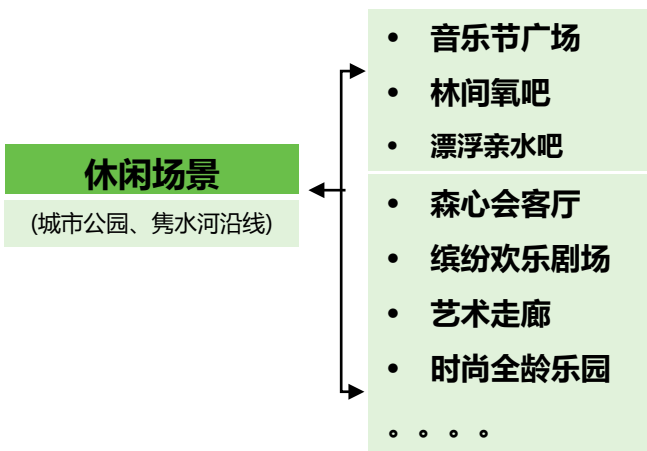 休闲场景
(城市公园、隽水河沿线)
• 音乐节广场
• 林间氧吧
• 漂浮亲水吧
• 森心会客厅
• 缤纷欢乐剧场
• 艺术走廊
• 时尚全龄乐园
。。。。